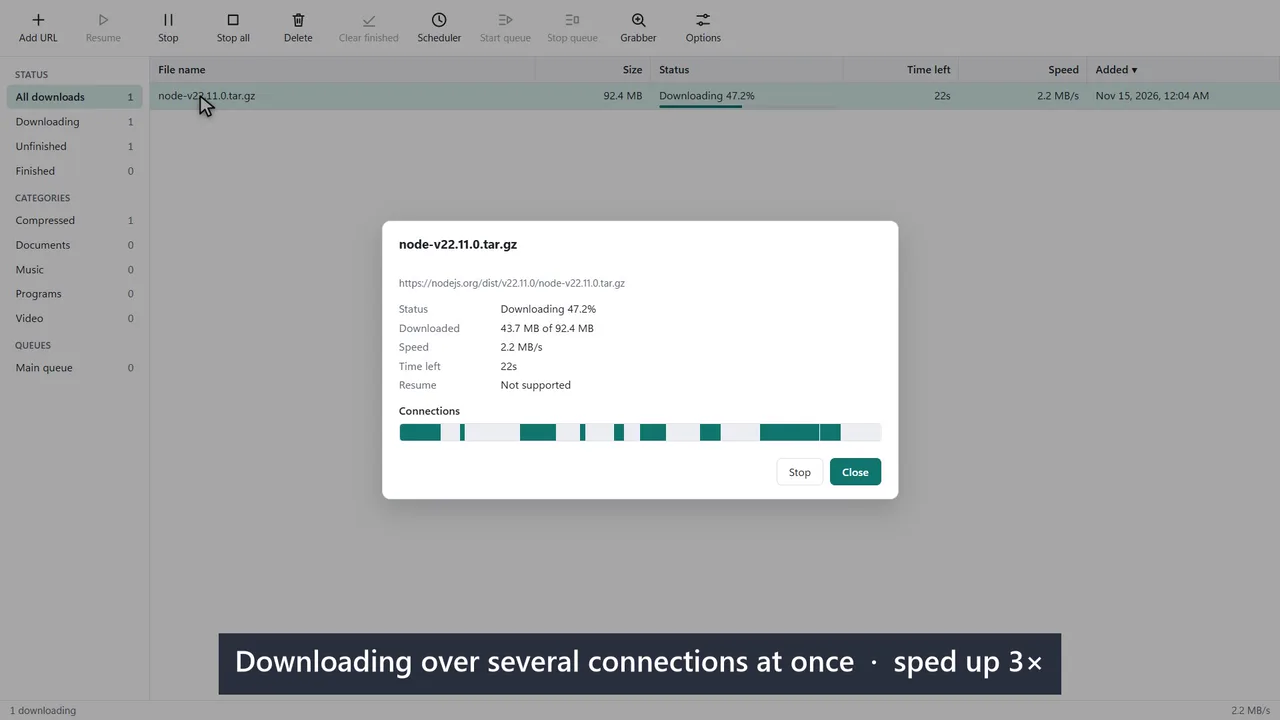 Add URL Resume Stop Stop all Delete Clear finished Scheduler Start queue Stop queue Grabber Options
STATUS
All downloads 1
Downloading 1
Unfinished 1
Finished 0
CATEGORIES
Compressed 1
Documents 0
Music 0
Programs 0
Video 0
QUEUES
Main queue 0
File name Size Status Time left Speed Added ▾
node-v22.11.0.tar.gz 92.4 MB Downloading 47.2% 22s 2.2 MB/s Nov 15, 2026, 12:04 AM
node-v22.11.0.tar.gz
https://nodejs.org/dist/v22.11.0/node-v22.11.0.tar.gz
Status Downloading 47.2%
Downloaded 43.7 MB of 92.4 MB
Speed 2.2 MB/s
Time left 22s
Resume Not supported
Connections
Stop Close
Downloading over several connections at once · sped up 3×
1 downloading 2.2 MB/s